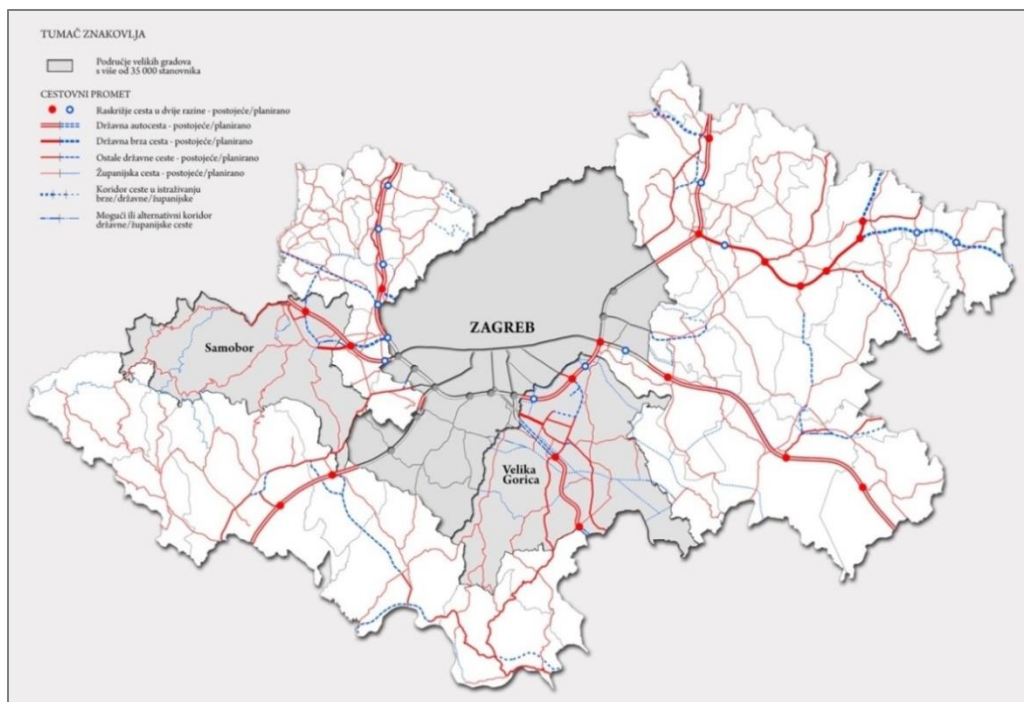 TUMAČ ZNAKOVLJA
Područje velikih gradova
s više od 35 000 stanovnika
CESTOVNI PROMET
Raskrižje cesta u dvije razine - postojeće/planirano
Državna autocesta - postojeće/planirano
Državna brza cesta - postojeće/planirano
Ostale državne ceste - postojeće/planirano
Županijska cesta - postojeće/planirano
Koridor ceste u istraživanju
brze/državne/županijske
Mogući ili alternativni koridor
državne/županijske ceste
ZAGREB
Samobor
Velika
Gorica